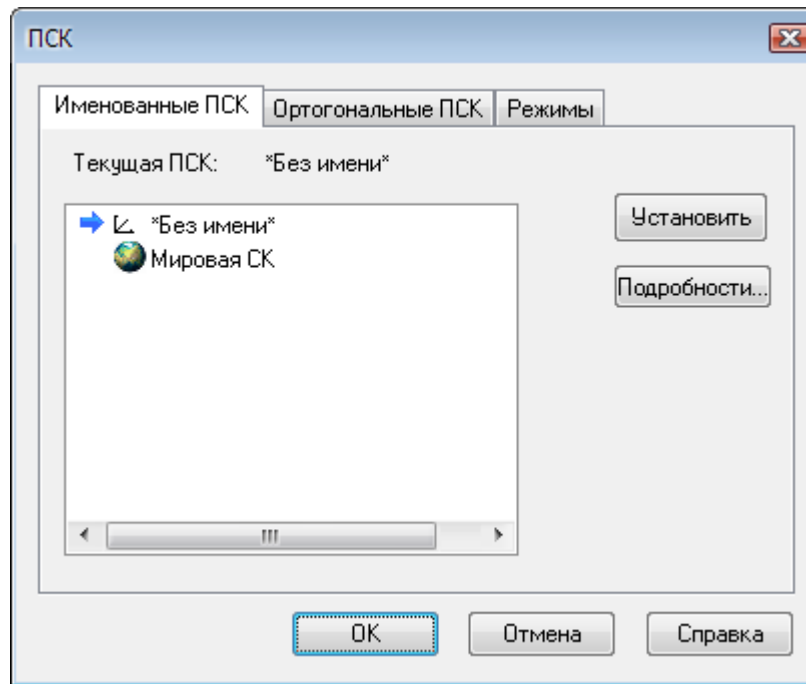 ПСК
Именованные ПСК Ортогональные ПСК Режимы
Текущая ПСК: *Без имени*
*Без имени*
Мировая СК
Установить
Подробности...
ОК Отмена Справка